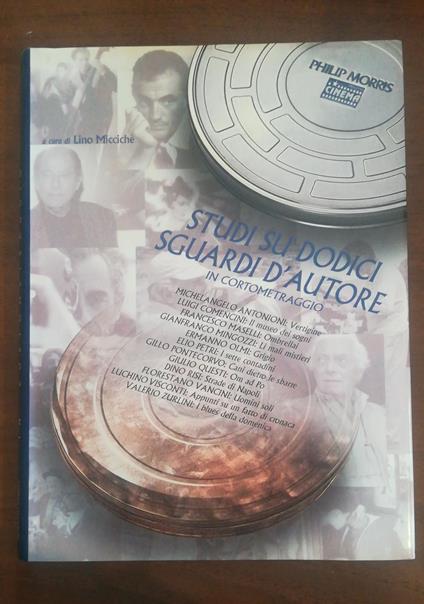 PHILIP MORRIS
CINEMA
a cura di Lino Miccichè
STUDI SU DODICI
SGUARDI D'AUTORE
IN CORTOMETRAGGIO
MICHELANGELO ANTONIONI: Vertigine
LUIGI COMENCINI: Il museo dei sogni
FRANCESCO MASELLI: Ombrellai
GIANFRANCO MINGOZZI: Li mali mistieri
ERMANNO OLMI: Grigio
ELIO PETRI: I sette contadini
GILLO PONTECORVO: Cani dietro le sbarre
GIULIO QUESTI: Om ad Po
DINO RISI: Strade di Napoli
FLORESTANO VANCINI: Uomini soli
LUCHINO VISCONTI: Appunti su un fatto di cronaca
VALERIO ZURLINI: I blues della domenica